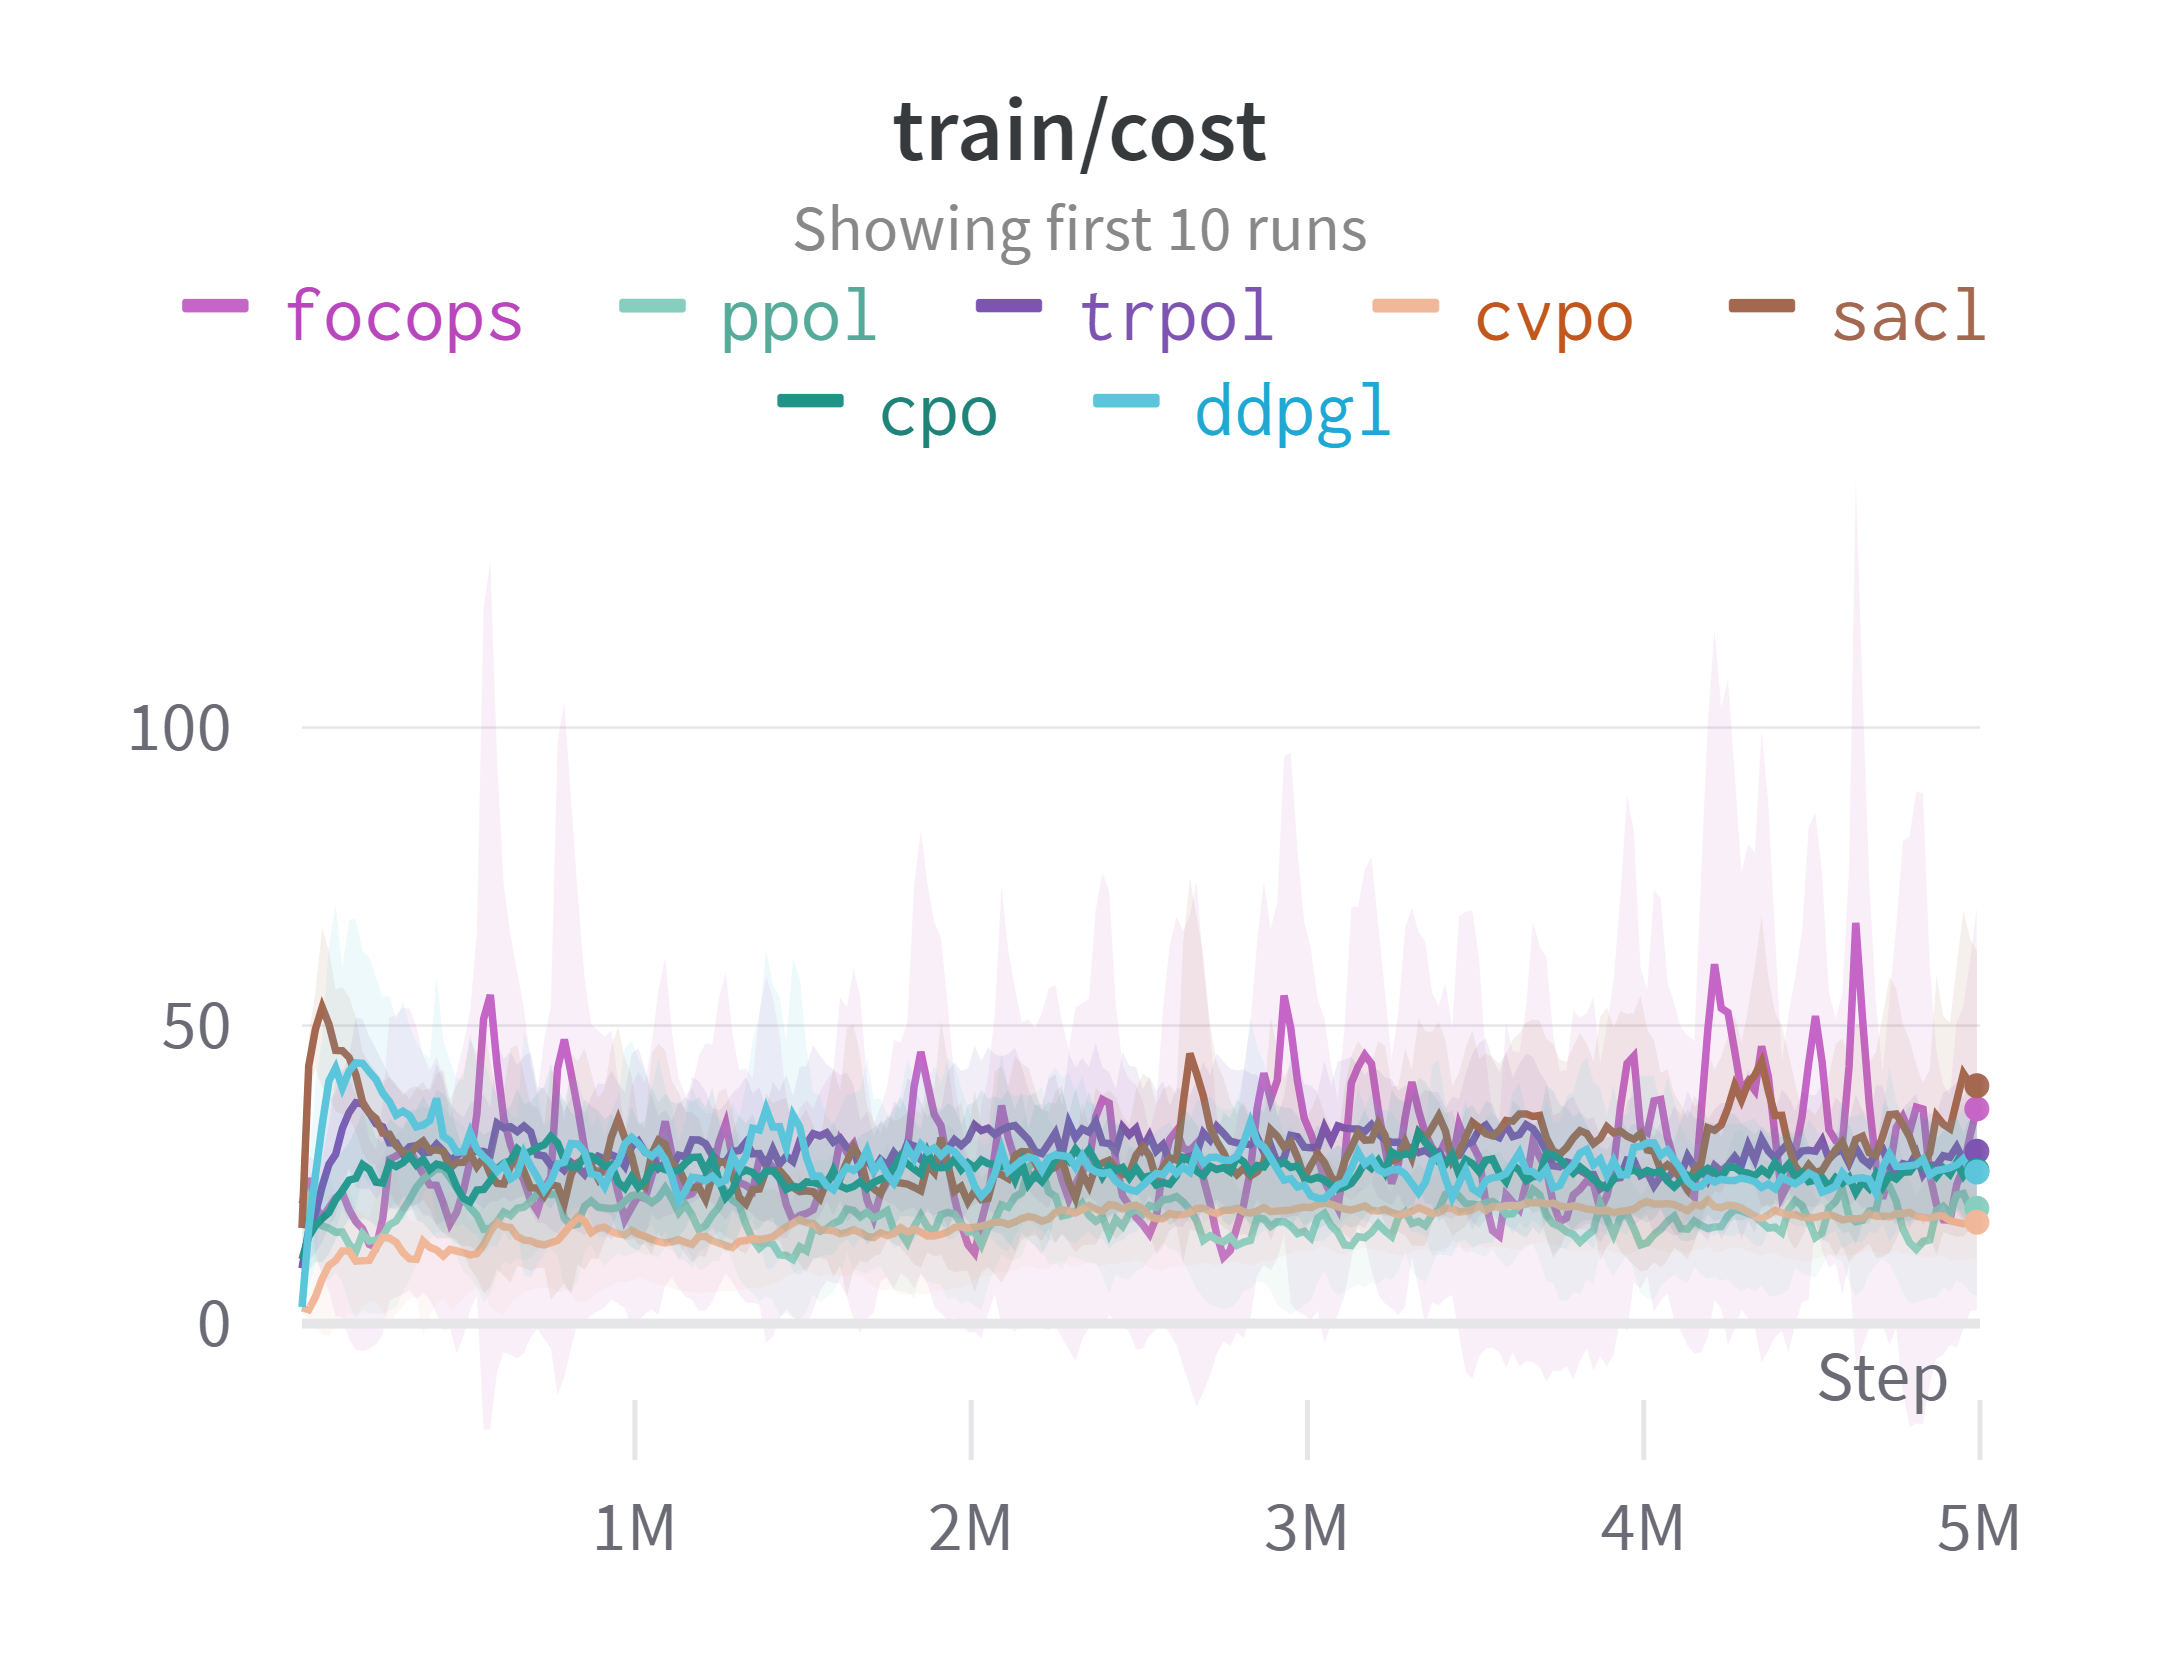 train/cost
Showing first 10 runs
focops ppol trpol cvpo sacl
cpo ddpgl
100
50
0
Step
1M 2M 3M 4M 5M